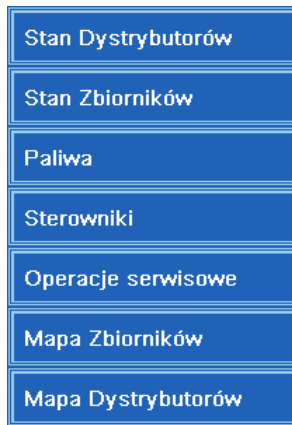 Stan Dystrybutorów
Stan Zbiorników
Paliwa
Sterowniki
Operacje serwisowe
Mapa Zbiorników
Mapa Dystrybutorów